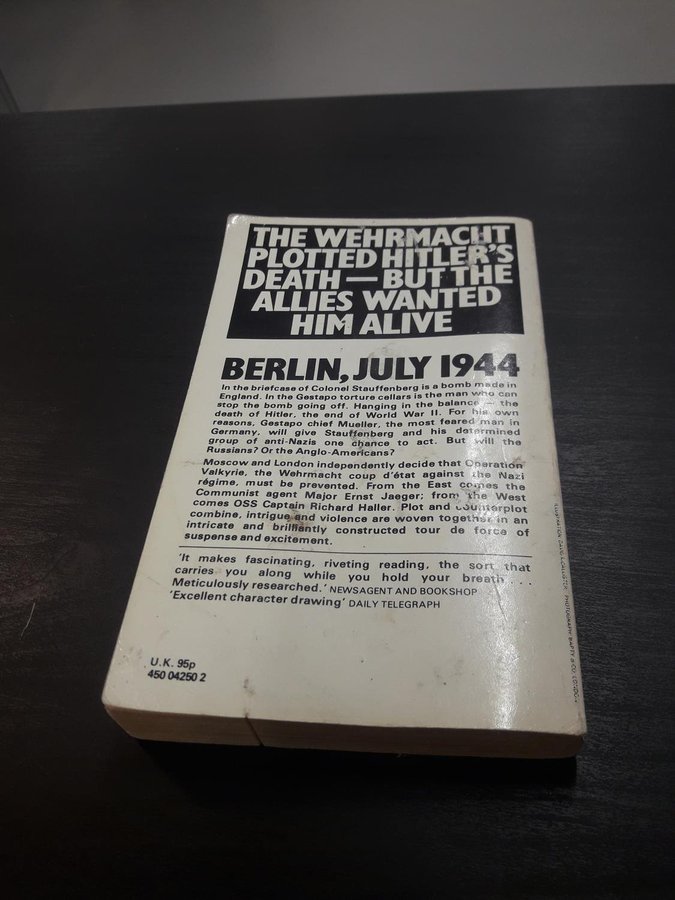 THE WEHRMACHT
PLOTTED HITLER'S
DEATH—BUT THE
ALLIES WANTED
HIM ALIVE
BERLIN, JULY 1944
In the briefcase of Colonel Stauffenberg is a bomb made in
England. In the Gestapo torture cellars is the man who can
stop the bomb going off. Hanging in the balance – the
death of Hitler, the end of World War II. For his own
reasons, Gestapo chief Mueller, the most feared man in
Germany, will give Stauffenberg and his determined
group of anti-Nazis one chance to act. But will the
Russians? Or the Anglo-Americans?
Moscow and London independently decide that Operation
Valkyrie, the Wehrmacht coup d'état against the Nazi
régime, must be prevented. From the East comes the
Communist agent Major Ernst Jaeger; from the West
comes OSS Captain Richard Haller. Plot and counterplot
combine, intrigue and violence are woven together in an
intricate and brilliantly constructed tour de force of
suspense and excitement.
'It makes fascinating, riveting reading, the sort that
carries you along while you hold your breath . . .
Meticulously researched.' NEWSAGENT AND BOOKSHOP
'Excellent character drawing' DAILY TELEGRAPH
U.K. 95p
450 04250 2